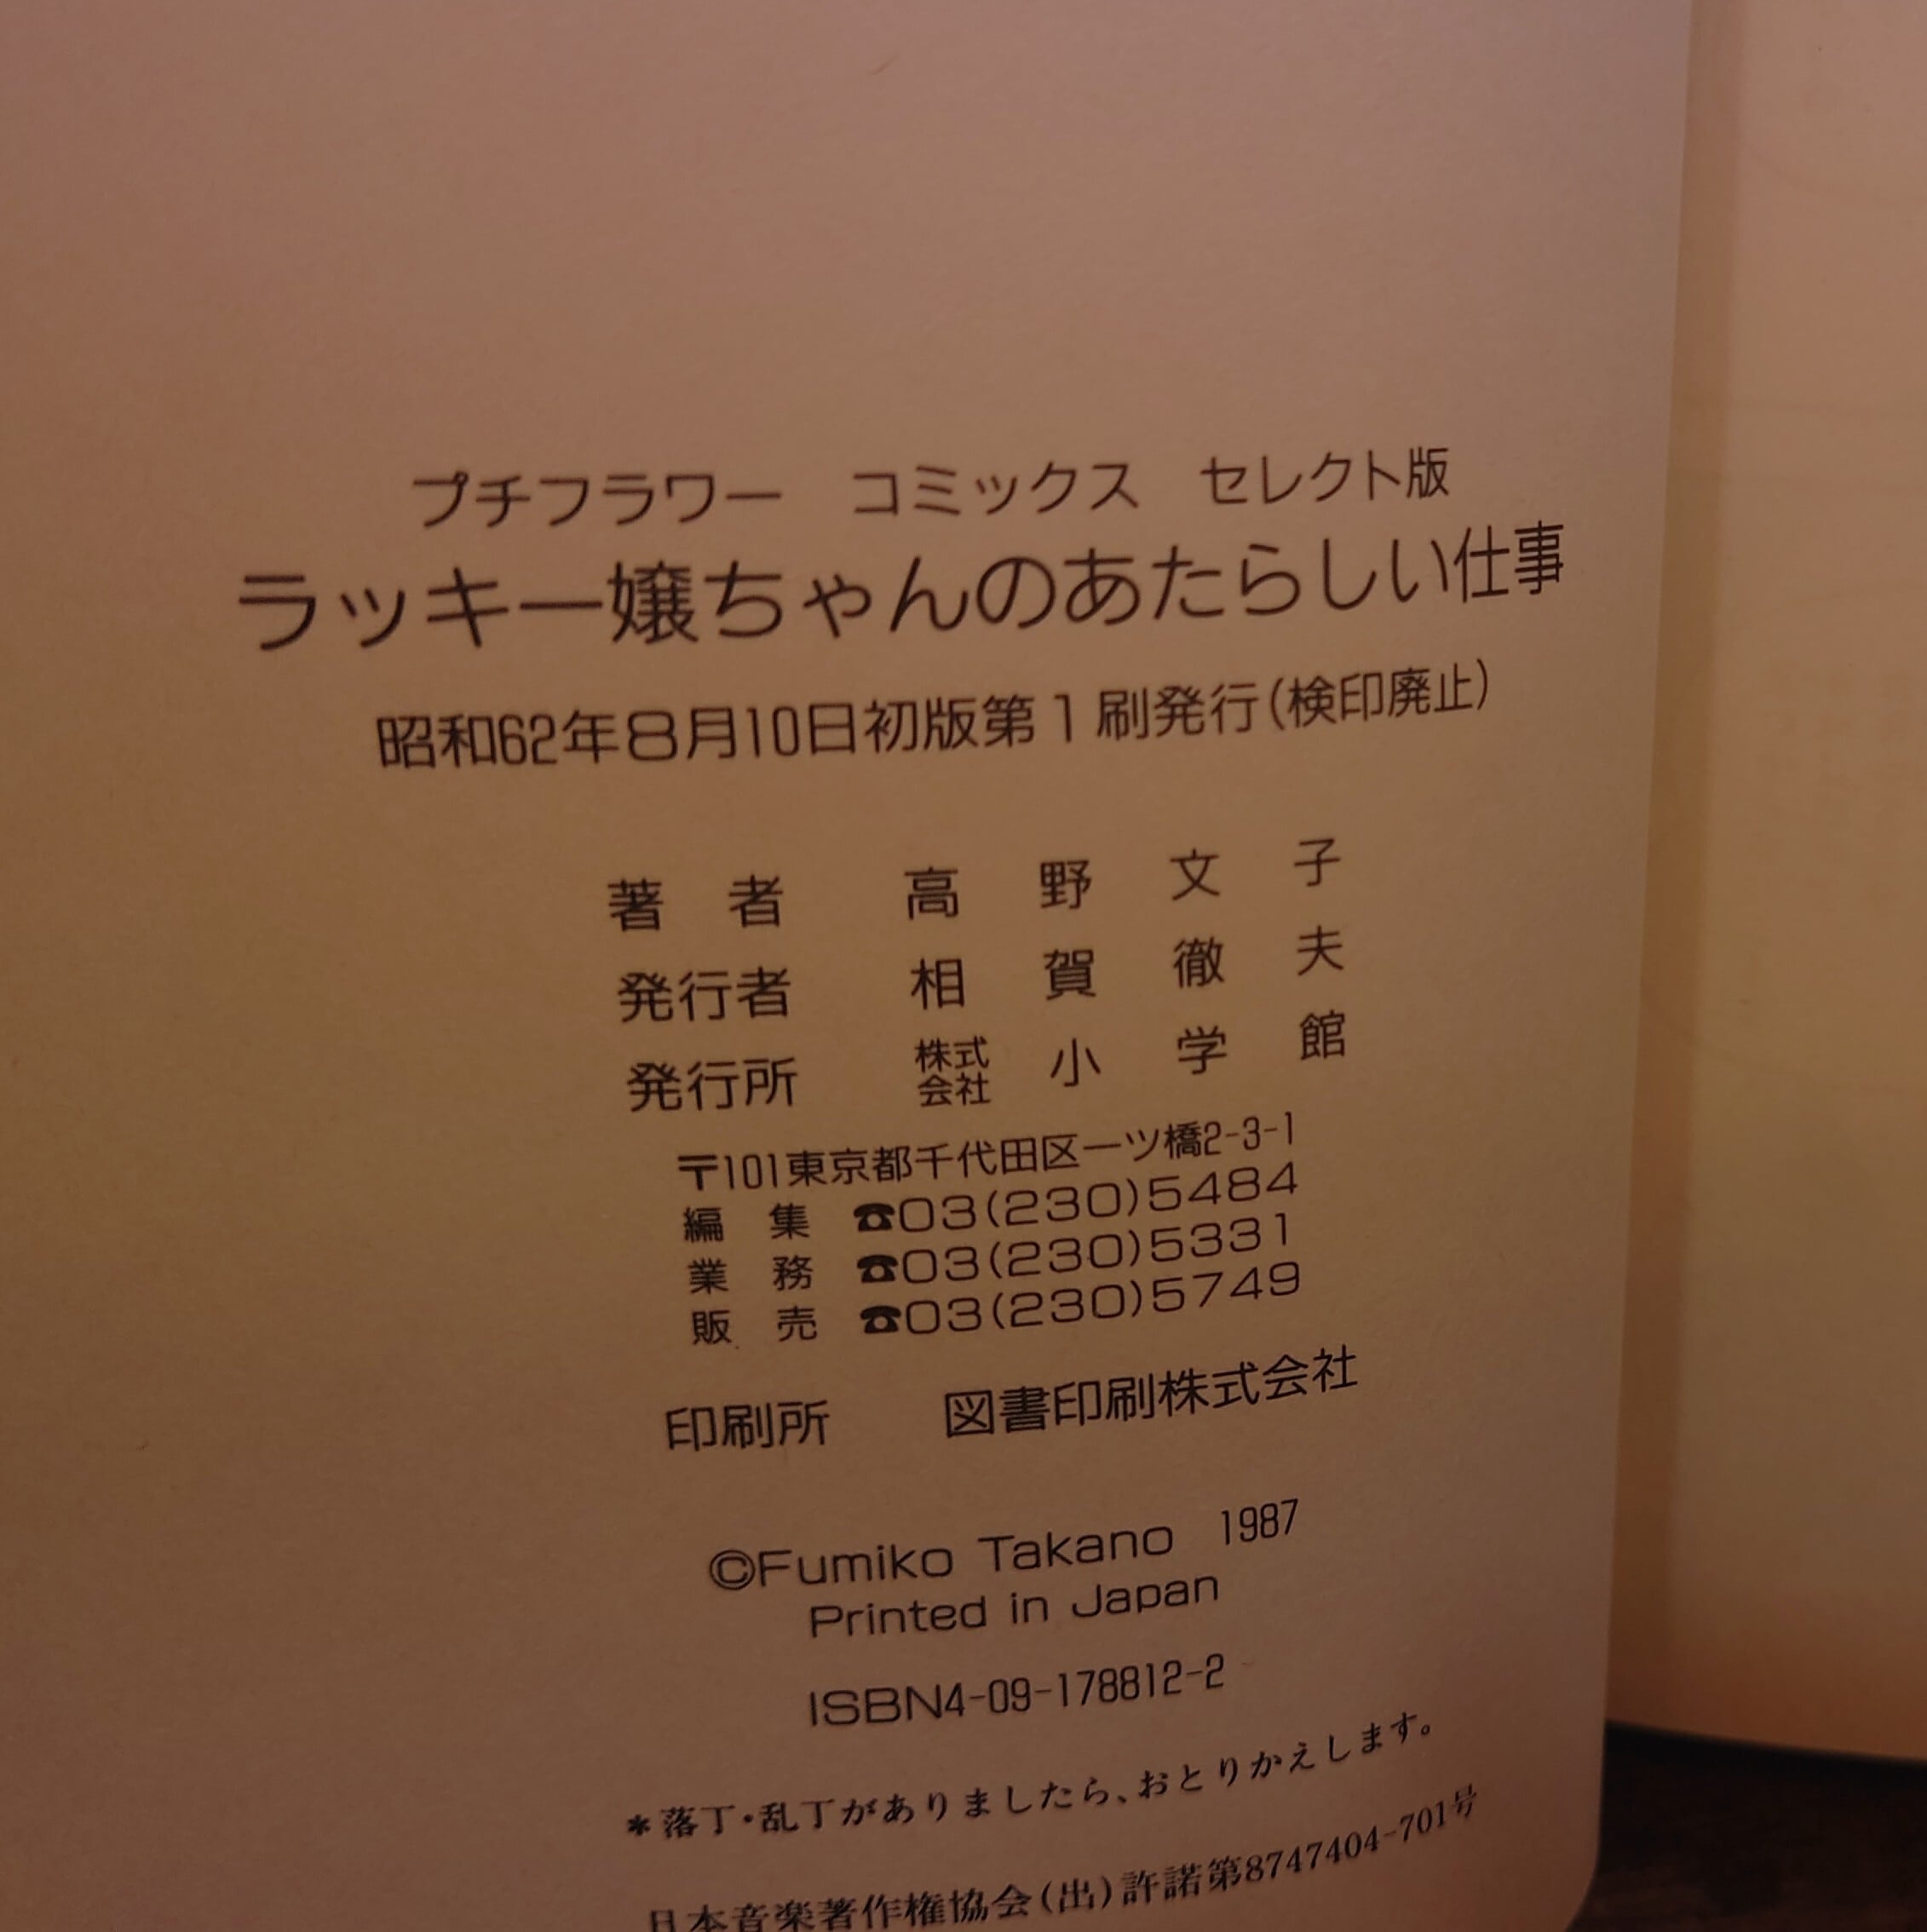 プチフラワー　コミックス　セレクト版
ラッキー嬢ちゃんのあたらしい仕事
昭和62年8月10日初版第1刷発行(検印廃止)
著　者　高　野　文　子
発行者　相　賀　徹　夫
発行所　株式会社　小　学　館
〒101東京都千代田区一ツ橋2-3-1
編　集　☎03(230)5484
業　務　☎03(230)5331
販　売　☎03(230)5749
印刷所　図書印刷株式会社
©Fumiko Takano 1987
Printed in Japan
ISBN4-09-178812-2
＊落丁・乱丁がありましたら、おとりかえします。
日本音楽著作権協会(出)許諾第8747404-701号